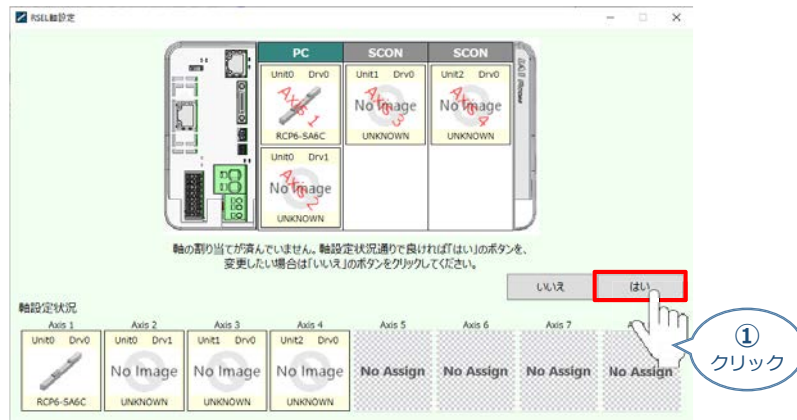 RSEL軸設定
PC SCON SCON
Unit0 Drv0 Unit1 Drv0 Unit2 Drv0
Axis 1 No Image Axis 3 No Image Axis 4
RCP6-SA6C UNKNOWN UNKNOWN
Unit0 Drv1
No Image Axis 2
UNKNOWN
軸の割り当てが済んでいません。軸設定状況通りで良ければ「はい」のボタンを、
変更したい場合は「いいえ」のボタンをクリックしてください。
いいえ はい
軸設定状況
Axis 1 Axis 2 Axis 3 Axis 4 Axis 5 Axis 6 Axis 7
Unit0 Drv0 Unit0 Drv1 Unit1 Drv0 Unit2 Drv0
No Image No Image No Image No Assign No Assign No Assign No Assign
RCP6-SA6C UNKNOWN UNKNOWN UNKNOWN
①
クリック